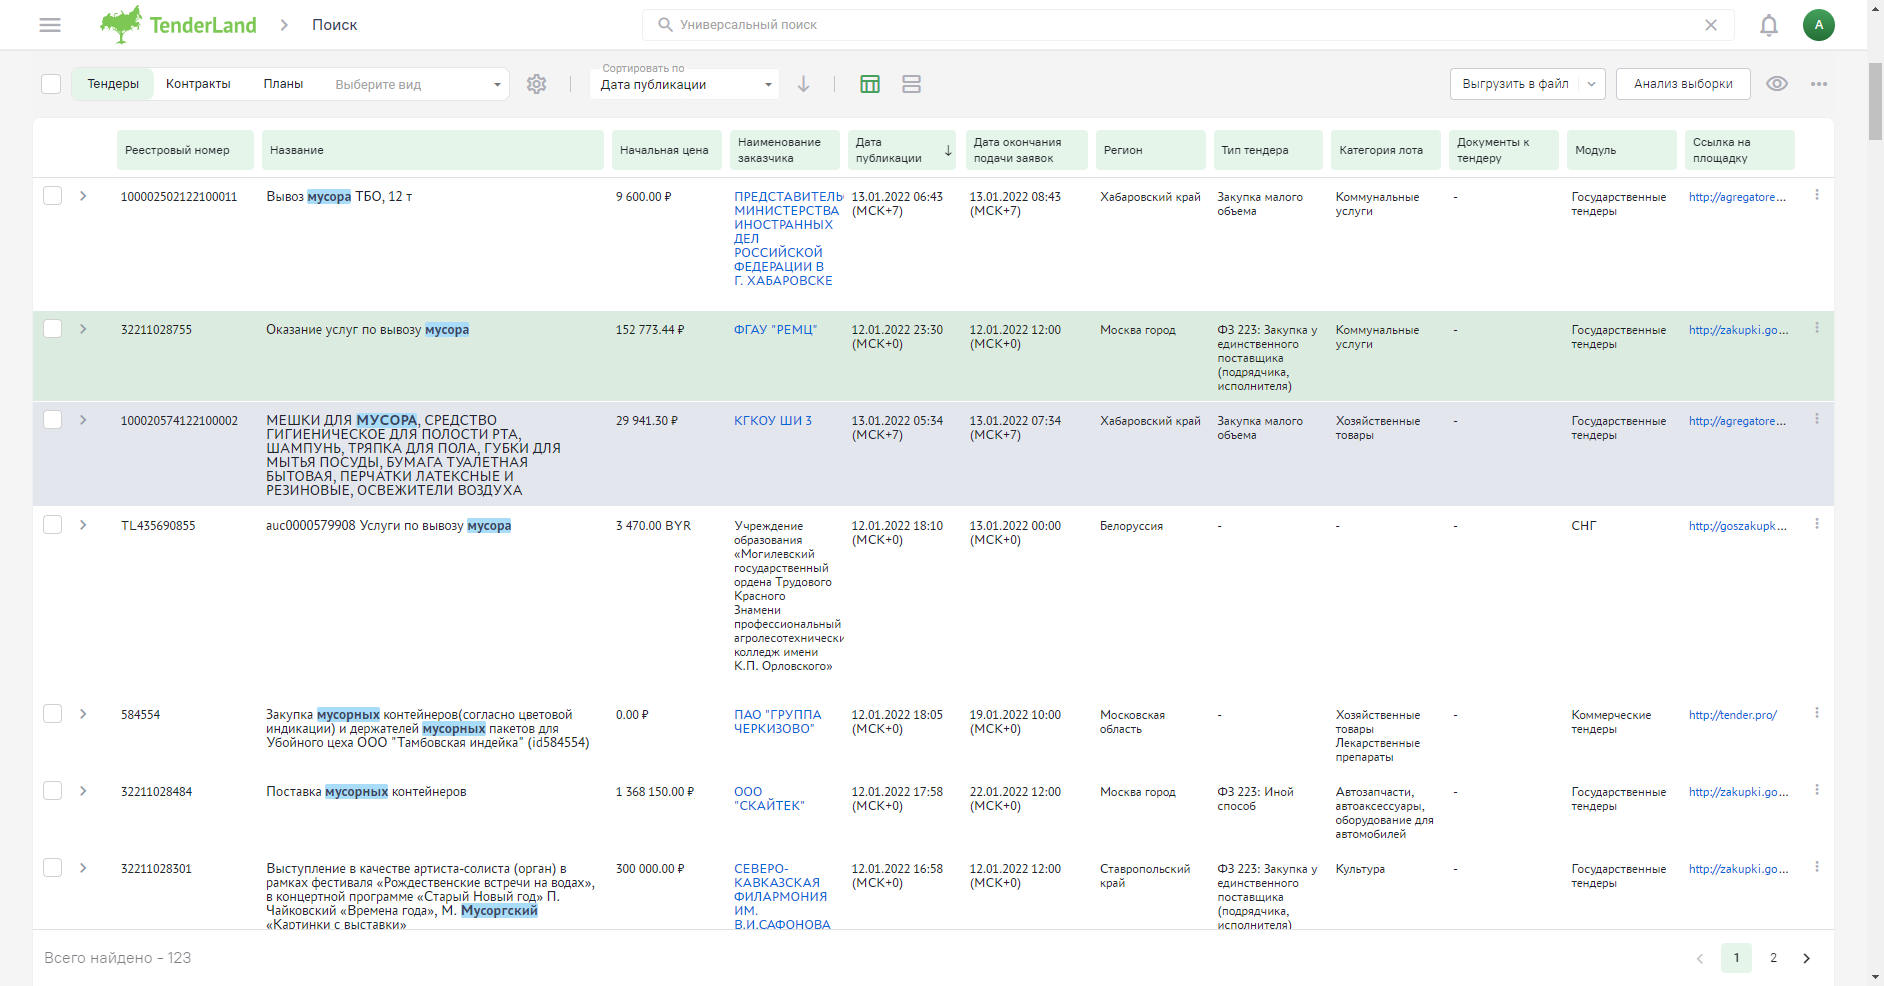 TenderLand
Поиск
Универсальный поиск
А
Тендеры
Контракты
Планы
Выберите вид
Сортировать по
Дата публикации
Выгрузить в файл
Анализ выборки
Реестровый номер
Название
Начальная цена
Наименование
заказчика
Дата
публикации
Дата окончания
подачи заявок
Регион
Тип тендера
Категория лота
Документы к
тендеру
Модуль
Ссылка на
площадку
100002502122100011
Вывоз мусора ТБО, 12 т
9 600.00 ₽
ПРЕДСТАВИТЕЛЬ
МИНИСТЕРСТВА
ИНОСТРАННЫХ
ДЕЛ
РОССИЙСКОЙ
ФЕДЕРАЦИИ В
Г. ХАБАРОВСКЕ
13.01.2022 06:43
(МСК+7)
13.01.2022 08:43
(МСК+7)
Хабаровский край
Закупка малого
объема
Коммунальные
услуги
-
Государственные
тендеры
http://agregatore...
32211028755
Оказание услуг по вывозу мусора
152 773.44 ₽
ФГАУ "РЕМЦ"
12.01.2022 23:30
(МСК+0)
12.01.2022 12:00
(МСК+0)
Москва город
ФЗ 223: Закупка у
единственного
поставщика
(подрядчика,
исполнителя)
Коммунальные
услуги
-
Государственные
тендеры
http://zakupki.go...
100020574122100002
МЕШКИ ДЛЯ МУСОРА, СРЕДСТВО
ГИГИЕНИЧЕСКОЕ ДЛЯ ПОЛОСТИ РТА,
ШАМПУНЬ, ТРЯПКА ДЛЯ ПОЛА, ГУБКИ ДЛЯ
МЫТЬЯ ПОСУДЫ, БУМАГА ТУАЛЕТНАЯ
БЫТОВАЯ, ПЕРЧАТКИ ЛАТЕКСНЫЕ И
РЕЗИНОВЫЕ, ОСВЕЖИТЕЛИ ВОЗДУХА
29 941.30 ₽
КГКОУ ШИ 3
13.01.2022 05:34
(МСК+7)
13.01.2022 07:34
(МСК+7)
Хабаровский край
Закупка малого
объема
Хозяйственные
товары
-
Государственные
тендеры
http://agregatore...
TL435690855
auc0000579908 Услуги по вывозу мусора
3 470.00 BYR
Учреждение
образования
«Могилевский
государственный
ордена Трудового
Красного
Знамени
профессиональный
агролесотехнически
колледж имени
К.П. Орловского»
12.01.2022 18:10
(МСК+0)
13.01.2022 00:00
(МСК+0)
Белоруссия
-
-
-
СНГ
http://goszakupk...
584554
Закупка мусорных контейнеров(согласно цветовой
индикации) и держателей мусорных пакетов для
Убойного цеха ООО "Тамбовская индейка" (id584554)
0.00 ₽
ПАО "ГРУППА
ЧЕРКИЗОВО"
12.01.2022 18:05
(МСК+0)
19.01.2022 10:00
(МСК+0)
Московская
область
-
Хозяйственные
товары
Лекарственные
препараты
-
Коммерческие
тендеры
http://tender.pro/
32211028484
Поставка мусорных контейнеров
1 368 150.00 ₽
ООО
"СКАЙТЕК"
12.01.2022 17:58
(МСК+0)
22.01.2022 12:00
(МСК+0)
Москва город
ФЗ 223: Иной
способ
Автозапчасти,
автоаксессуары,
оборудование для
автомобилей
-
Государственные
тендеры
http://zakupki.go...
32211028301
Выступление в качестве артиста-солиста (орган) в
рамках фестиваля «Рождественские встречи на водах»,
в концертной программе «Старый Новый год» П.
Чайковский «Времена года», М. Мусоргский
«Картинки с выставки»
300 000.00 ₽
СЕВЕРО-
КАВКАЗСКАЯ
ФИЛАРМОНИЯ
ИМ.
В.И.САФОНОВА
12.01.2022 16:58
(МСК+0)
12.01.2022 12:00
(МСК+0)
Ставропольский
край
ФЗ 223: Закупка у
единственного
поставщика
(подрядчика,
исполнителя)
Культура
-
Государственные
тендеры
http://zakupki.go...
Всего найдено - 123
1
2